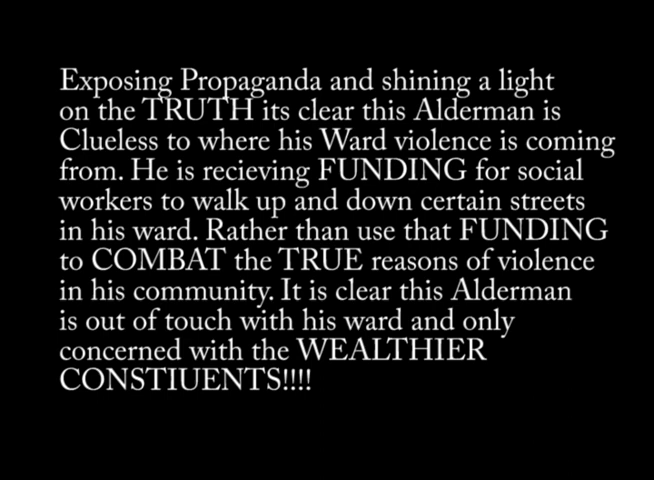 Exposing Propaganda and shining a light
on the TRUTH its clear this Alderman is
Clueless to where his Ward violence is coming
from. He is recieving FUNDING for social
workers to walk up and down certain streets
in his ward. Rather than use that FUNDING
to COMBAT the TRUE reasons of violence
in his community. It is clear this Alderman
is out of touch with his ward and only
concerned with the WEALTHIER
CONSTIUENTS!!!!